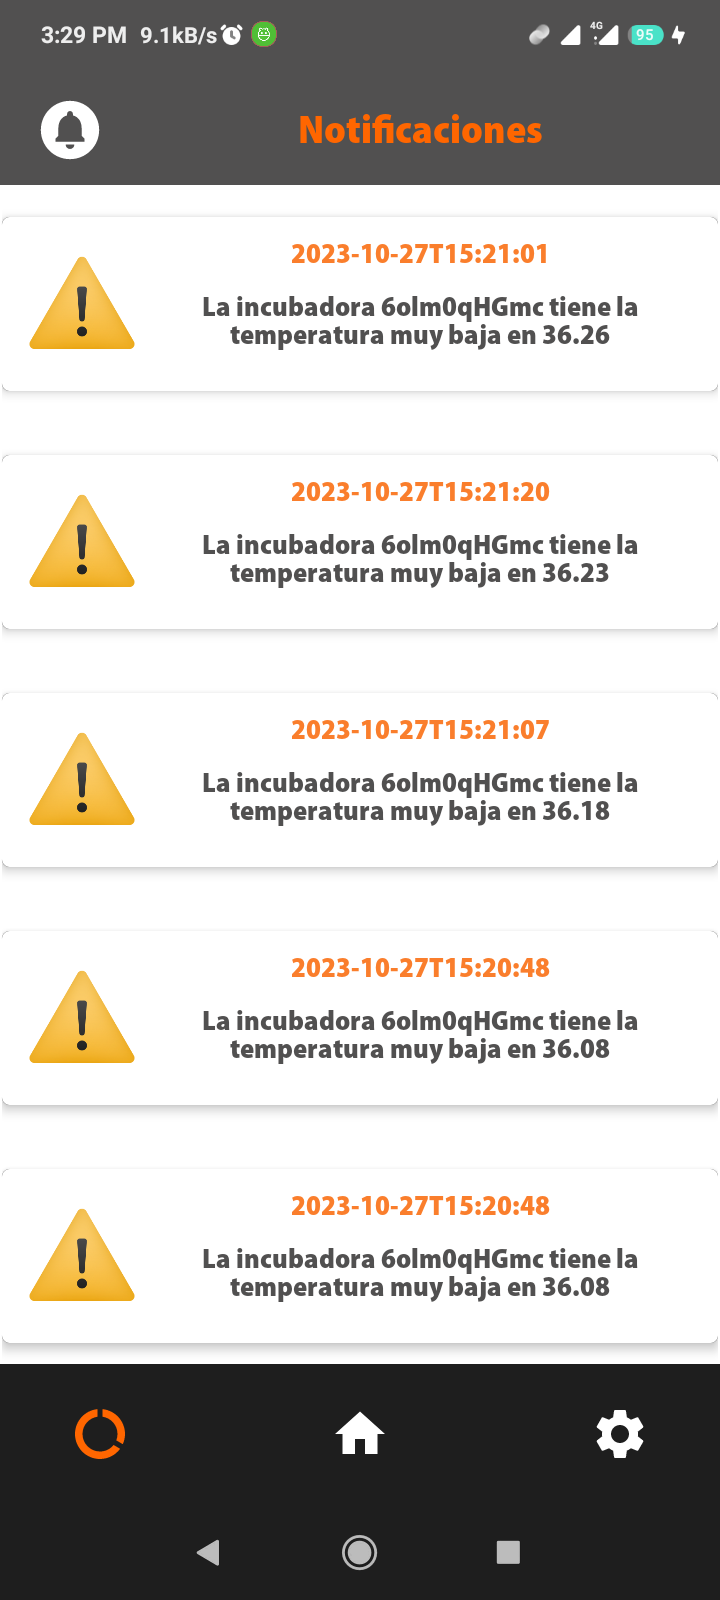 3:29 PM 9.1kB/s 4G 95
Notificaciones
2023-10-27T15:21:01
La incubadora 6olm0qHGmc tiene la
temperatura muy baja en 36.26
2023-10-27T15:21:20
La incubadora 6olm0qHGmc tiene la
temperatura muy baja en 36.23
2023-10-27T15:21:07
La incubadora 6olm0qHGmc tiene la
temperatura muy baja en 36.18
2023-10-27T15:20:48
La incubadora 6olm0qHGmc tiene la
temperatura muy baja en 36.08
2023-10-27T15:20:48
La incubadora 6olm0qHGmc tiene la
temperatura muy baja en 36.08